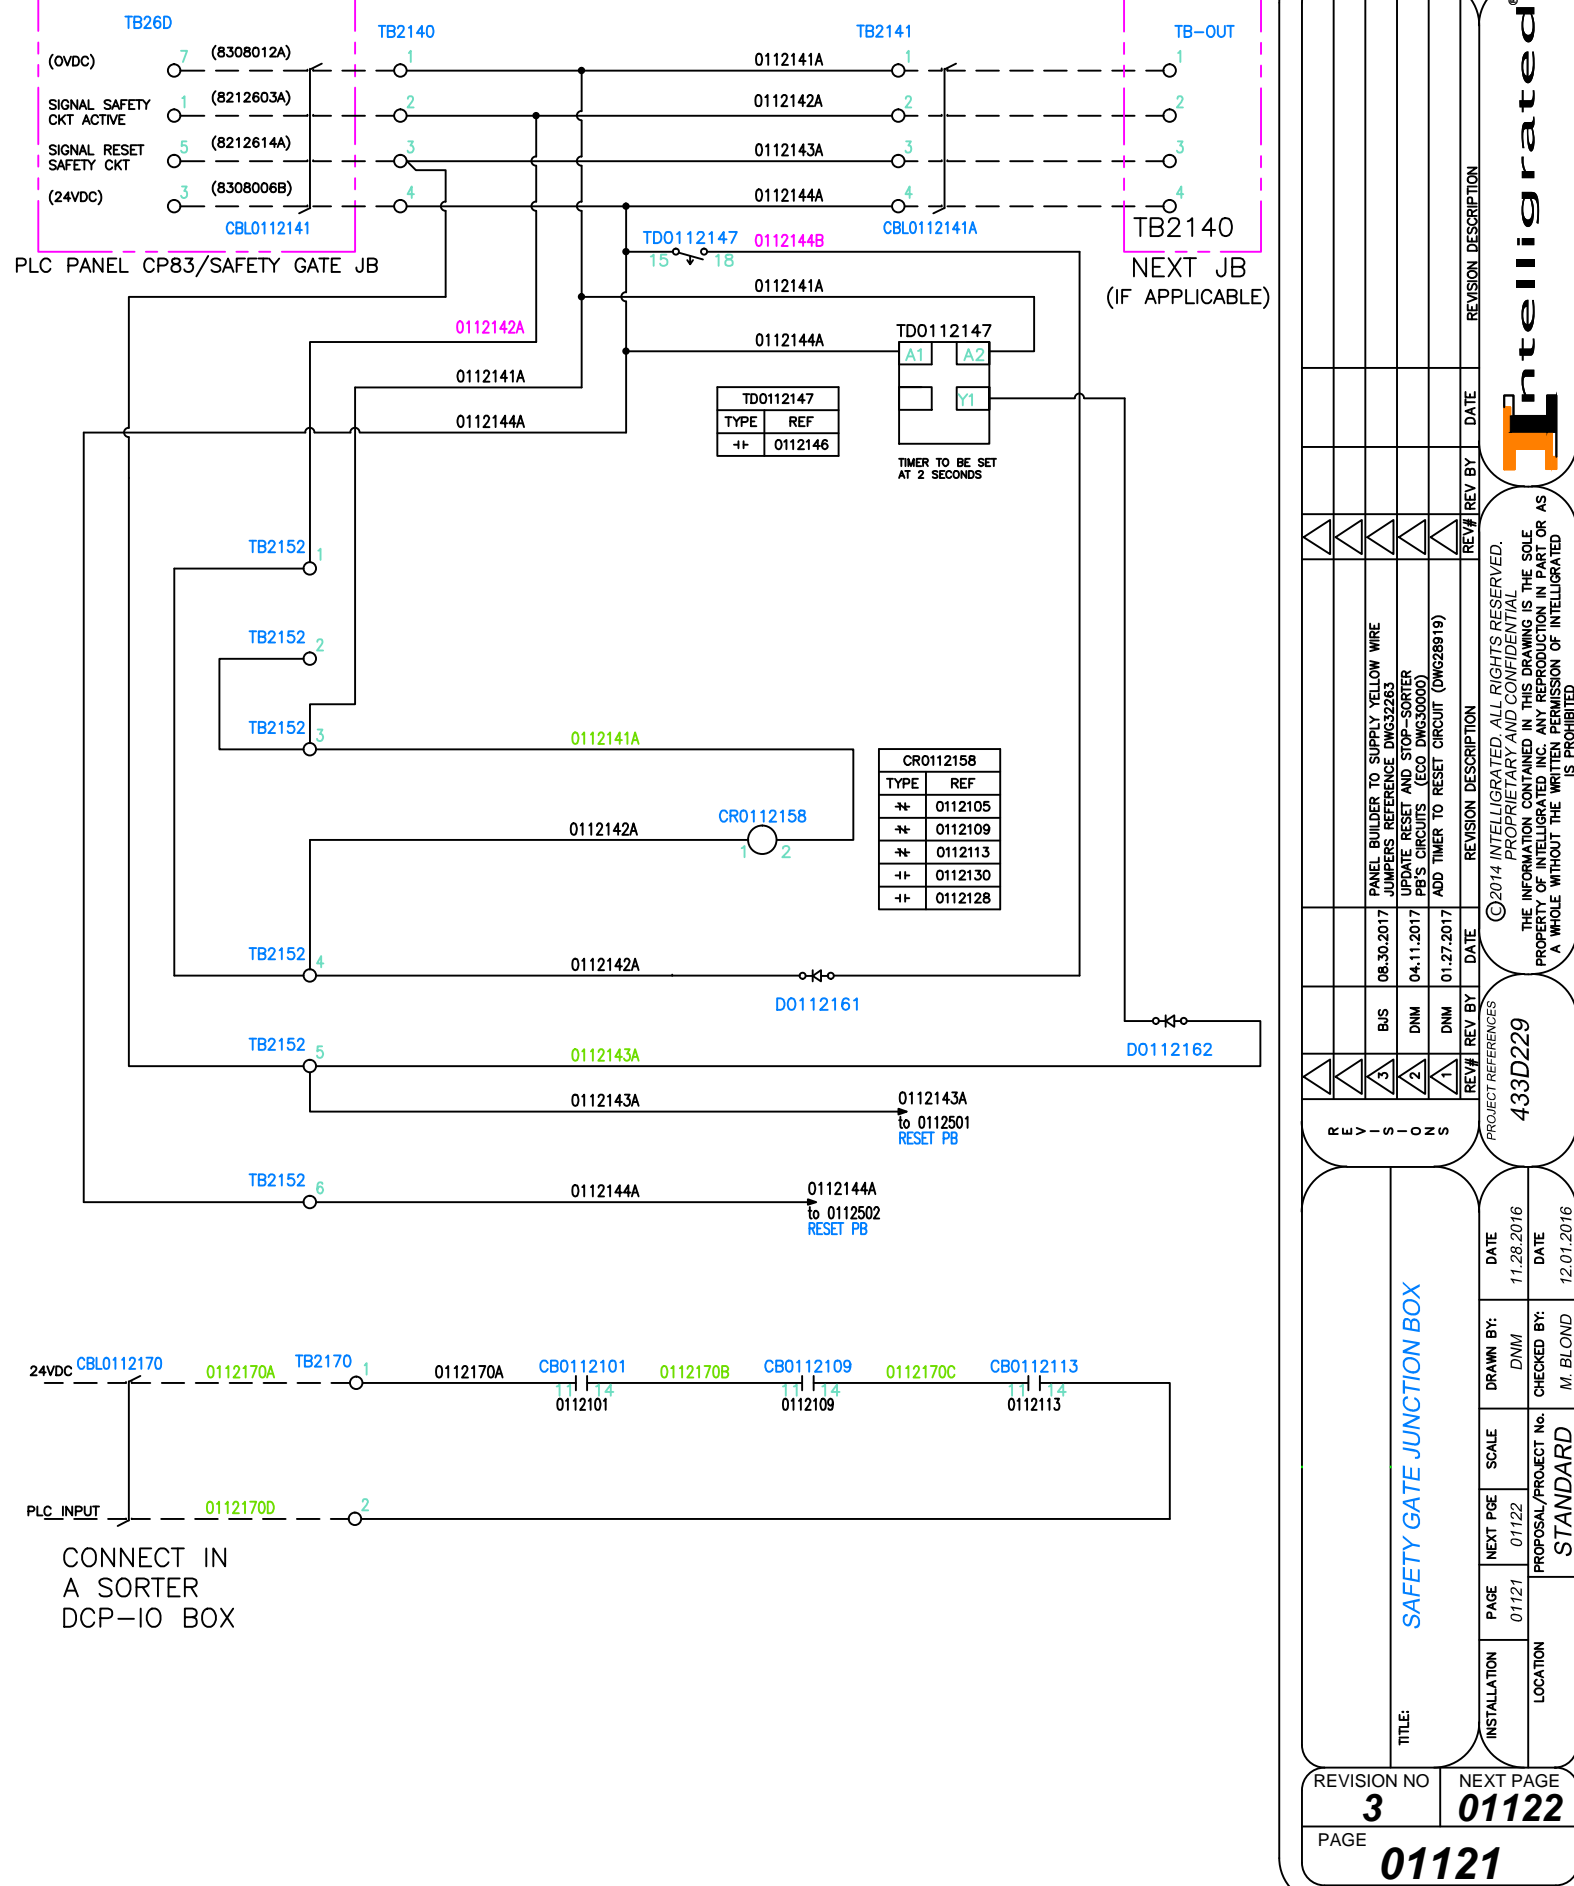 TB26D
TB2140
TB2141
TB-OUT
(0VDC)
7
(8308012A)
1
0112141A
1
1
SIGNAL SAFETY
CKT ACTIVE
1
(8212603A)
2
0112142A
2
2
SIGNAL RESET
SAFETY CKT
5
(8212614A)
3
0112143A
3
3
(24VDC)
3
(8308006B)
4
0112144A
4
4
CBL0112141
CBL0112141A
TB2140
PLC PANEL CP83/SAFETY GATE JB
NEXT JB
(IF APPLICABLE)
TD0112147
15
18
0112144B
0112141A
0112142A
0112144A
TD0112147
A1
A2
Y1
TIMER TO BE SET
AT 2 SECONDS
0112141A
0112144A
TD0112147
TYPE
REF
0112146
TB2152
1
TB2152
2
TB2152
3
0112141A
CR0112158
1
2
0112142A
CR0112158
TYPE
REF
0112105
0112109
0112113
0112130
0112128
TB2152
4
0112142A
D0112161
TB2152
5
0112143A
D0112162
0112143A
0112143A
to 0112501
RESET PB
TB2152
6
0112144A
0112144A
to 0112502
RESET PB
24VDC
CBL0112170
0112170A
TB2170
1
0112170A
CB0112101
11
14
0112101
0112170B
CB0112109
11
14
0112109
0112170C
CB0112113
11
14
0112113
PLC INPUT
0112170D
2
CONNECT IN
A SORTER
DCP-IO BOX
Intelligrated®
REVISION DESCRIPTION
DATE
REV BY
REV#
3
BJS
08.30.2017
PANEL BUILDER TO SUPPLY YELLOW WIRE
JUMPERS REFERENCE DWG32263
2
DNM
04.11.2017
UPDATE RESET AND STOP-SORTER
PB'S CIRCUITS (ECO DWG30000)
1
DNM
01.27.2017
ADD TIMER TO RESET CIRCUIT (DWG28919)
REV#
REV BY
DATE
REVISION DESCRIPTION
REVISIONS
©2014 INTELLIGRATED. ALL RIGHTS RESERVED.
PROPRIETARY AND CONFIDENTIAL
THE INFORMATION CONTAINED IN THIS DRAWING IS THE SOLE
PROPERTY OF INTELLIGRATED INC. ANY REPRODUCTION IN PART OR AS
A WHOLE WITHOUT THE WRITTEN PERMISSION OF INTELLIGRATED
IS PROHIBITED
PROJECT REFERENCES
433D229
TITLE:
SAFETY GATE JUNCTION BOX
INSTALLATION
PAGE
01121
NEXT PGE
01122
SCALE
DRAWN BY:
DNM
DATE
11.28.2016
LOCATION
PROPOSAL/PROJECT No.
STANDARD
CHECKED BY:
M. BLOND
DATE
12.01.2016
REVISION NO
3
NEXT PAGE
01122
PAGE
01121